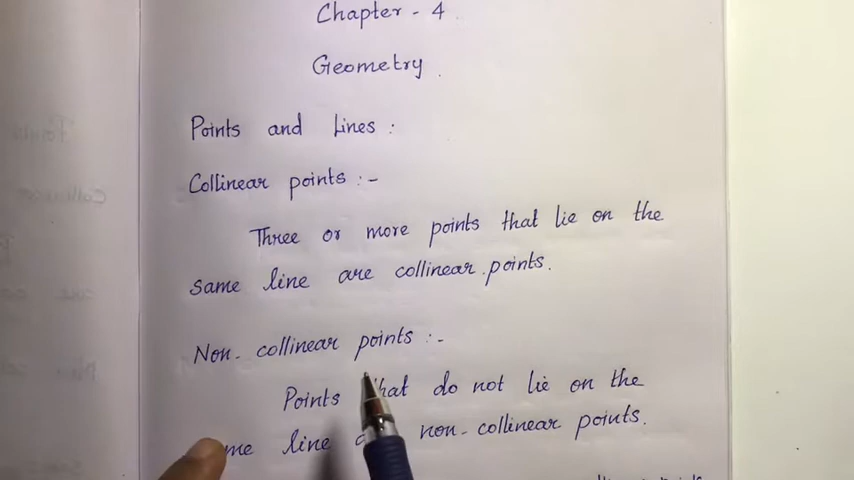 Chapter - 4
Geometry.
Points and Lines :
Collinear points :-
Three or more points that lie on the
same line are collinear points.
Non-collinear points :-
Points that do not lie on the
line non-collinear points.